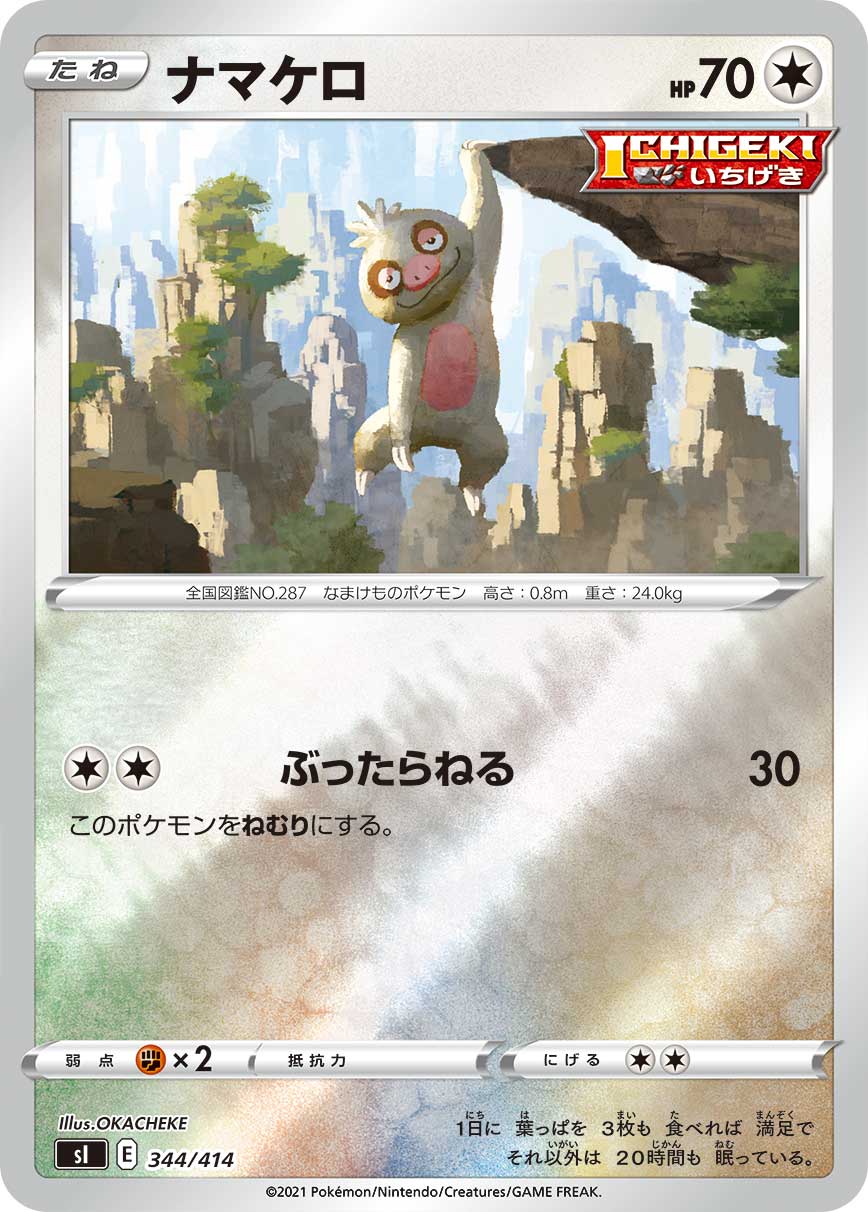 たね ナマケロ HP70
ICHIGEKI
いちげき
全国図鑑NO.287 なまけものポケモン 高さ：0.8m 重さ：24.0kg
ぶったらねる 30
このポケモンをねむりにする。
弱点 ×2 抵抗力 にげる
Illus.OKACHEKE
1日に 葉っぱを 3枚も 食べれば 満足で
それ以外は 20時間も 眠っている。
sI E 344/414
©2021 Pokémon/Nintendo/Creatures/GAME FREAK.